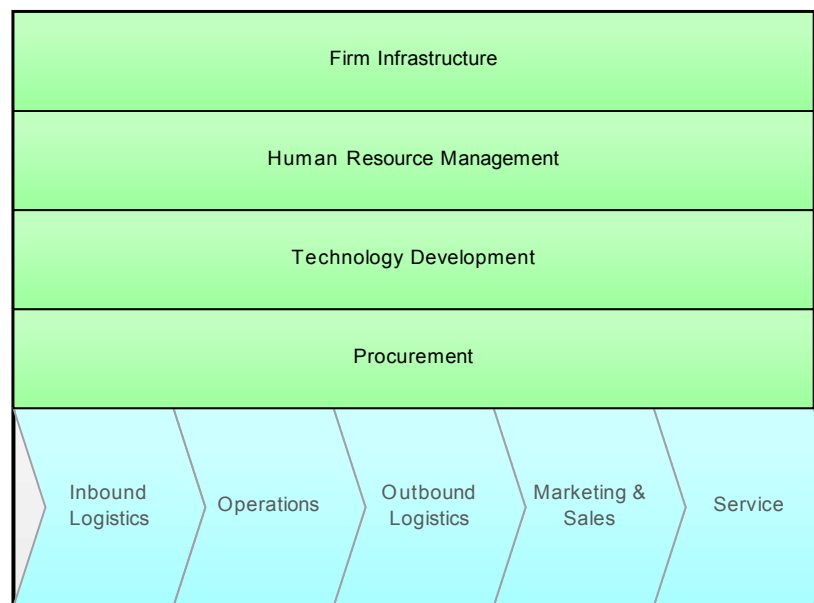 Firm Infrastructure
Human Resource Management
Technology Development
Procurement
Inbound
Logistics
Operations
Outbound
Logistics
Marketing &
Sales
Service